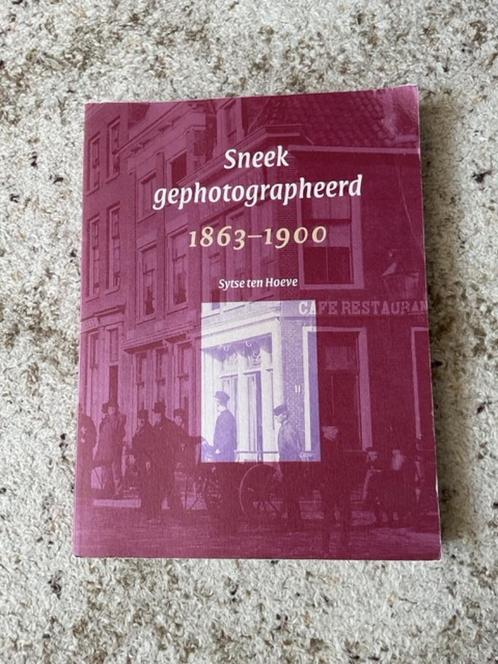 Sneek
gephotographeerd
1863–1900
Sytse ten Hoeve
CAFE RESTAURAN